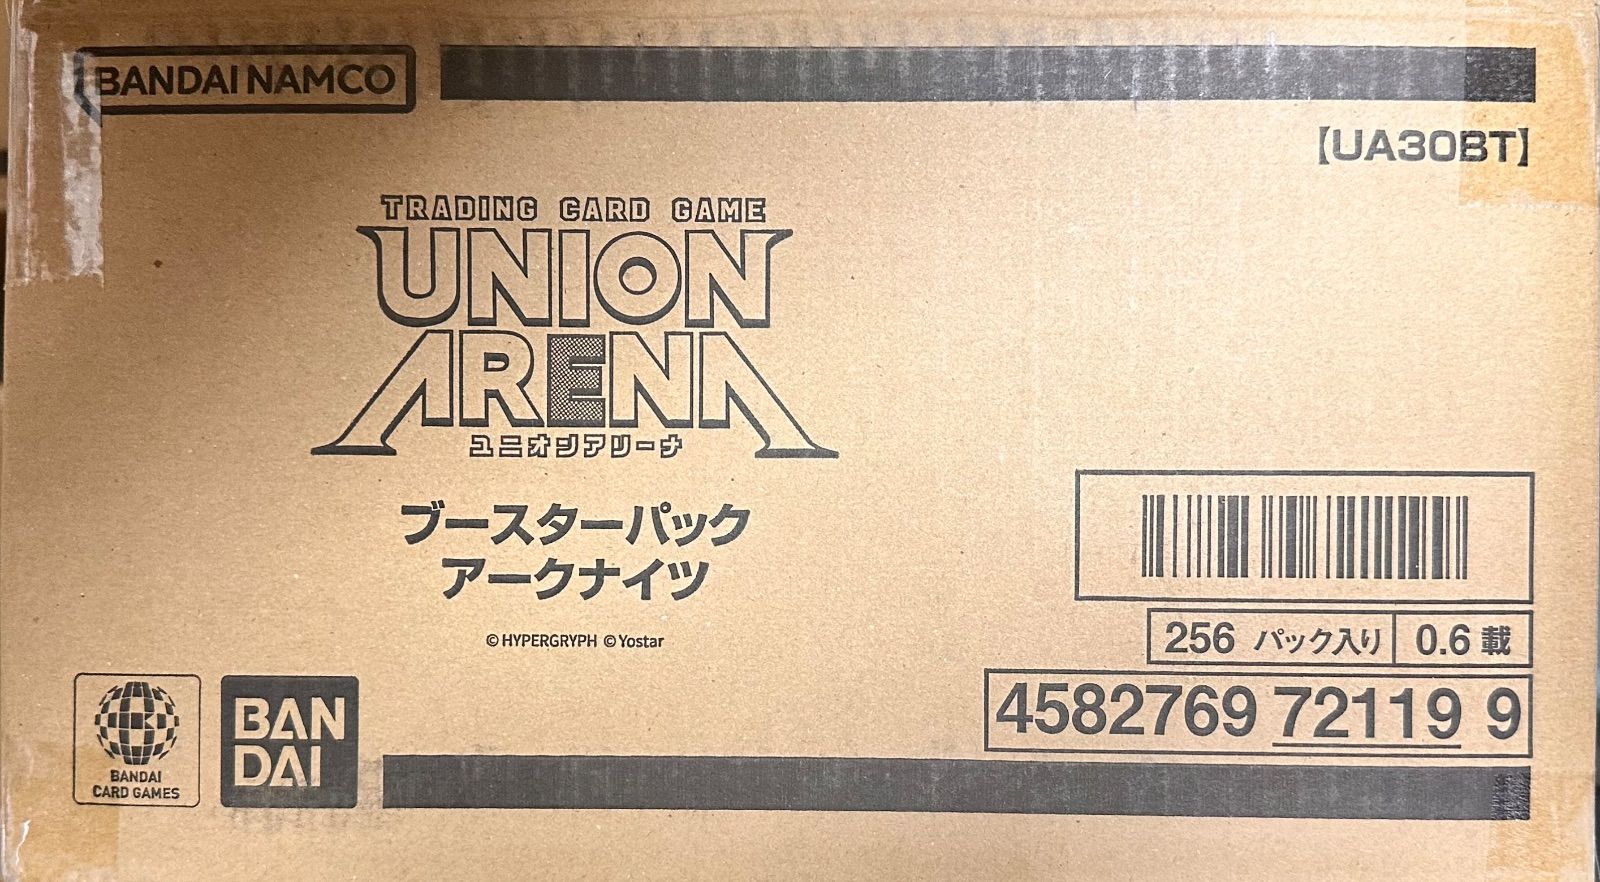 BANDAI NAMCO
【UA30BT】
TRADING CARD GAME
UNION
ARENA
ユニオンアリーナ
ブースターパック
アークナイツ
©HYPERGRYPH ©Yostar
256 パック入り 0.6 載
4582769 72119 9
BANDAI
CARD GAMES
BAN
DAI